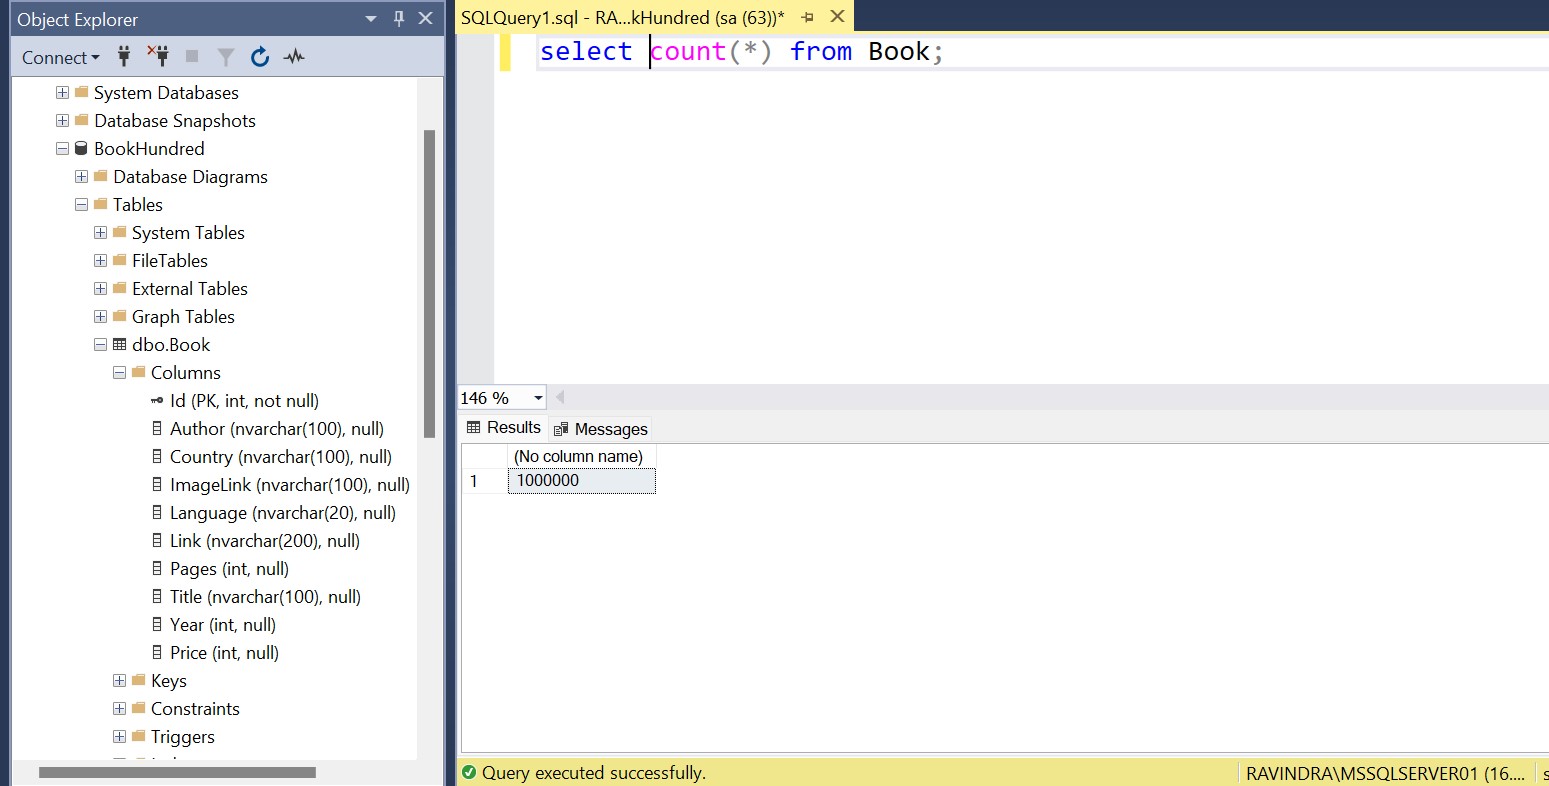 Object Explorer
Connect
System Databases
Database Snapshots
BookHundred
Database Diagrams
Tables
System Tables
FileTables
External Tables
Graph Tables
dbo.Book
Columns
Id (PK, int, not null)
Author (nvarchar(100), null)
Country (nvarchar(100), null)
ImageLink (nvarchar(100), null)
Language (nvarchar(20), null)
Link (nvarchar(200), null)
Pages (int, null)
Title (nvarchar(100), null)
Year (int, null)
Price (int, null)
Keys
Constraints
Triggers
SQLQuery1.sql - RA...kHundred (sa (63))*
select count(*) from Book;
146 %
Results Messages
(No column name)
1 1000000
Query executed successfully.
RAVINDRA\MSSQLSERVER01 (16....